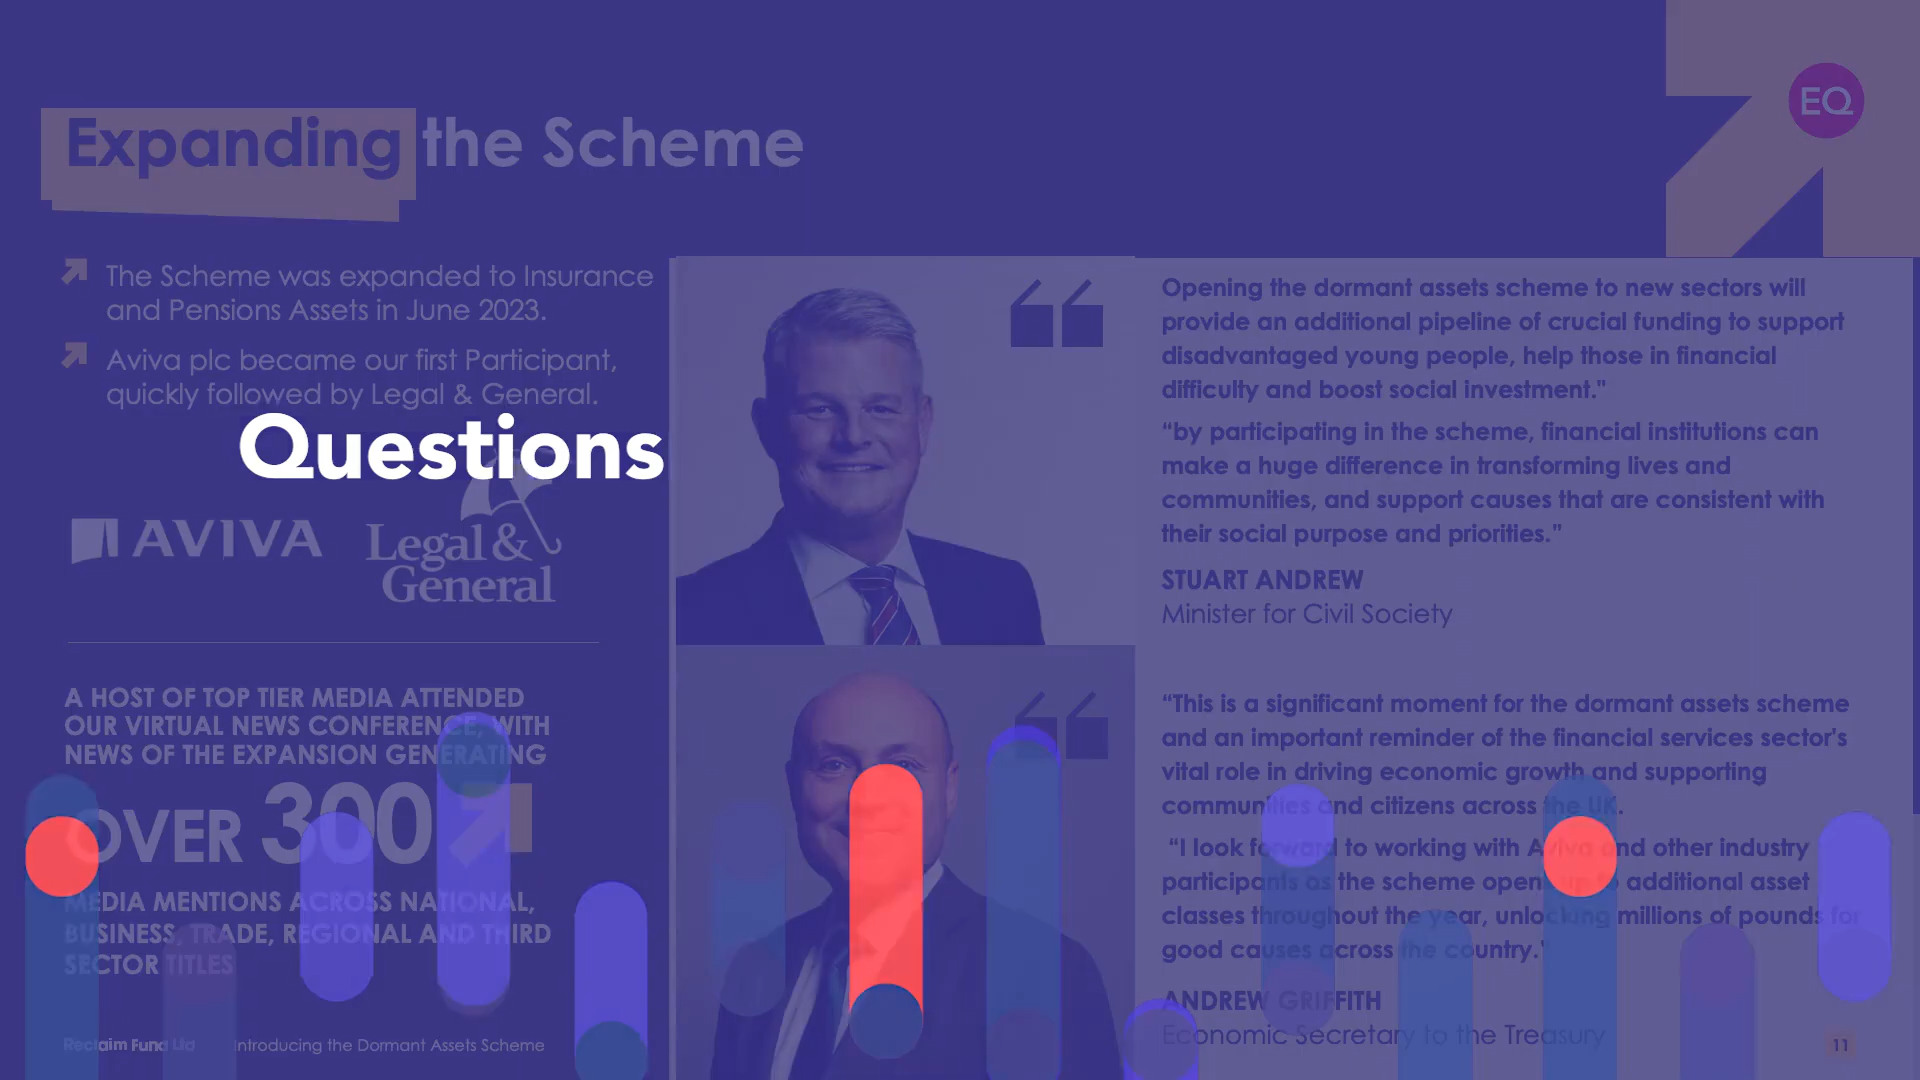 EQ
Expanding the Scheme
The Scheme was expanded to Insurance
and Pensions Assets in June 2023.
Aviva plc became our first Participant,
quickly followed by Legal & General.
Questions
AVIVA
Legal &
General
A HOST OF TOP TIER MEDIA ATTENDED
OUR VIRTUAL NEWS CONFERENCE, WITH
NEWS OF THE EXPANSION GENERATING
OVER 300
MEDIA MENTIONS ACROSS NATIONAL,
BUSINESS, TRADE, REGIONAL AND THIRD
SECTOR TITLES
Opening the dormant assets scheme to new sectors will
provide an additional pipeline of crucial funding to support
disadvantaged young people, help those in financial
difficulty and boost social investment."
“by participating in the scheme, financial institutions can
make a huge difference in transforming lives and
communities, and support causes that are consistent with
their social purpose and priorities.”
STUART ANDREW
Minister for Civil Society
“This is a significant moment for the dormant assets scheme
and an important reminder of the financial services sector's
vital role in driving economic growth and supporting
communities and citizens across the UK.
“I look forward to working with Aviva and other industry
participants as the scheme opens up to additional asset
classes throughout the year, unlocking millions of pounds for
good causes across the country.”
ANDREW GRIFFITH
Economic Secretary to the Treasury
Reclaim Fund Ltd Introducing the Dormant Assets Scheme
11